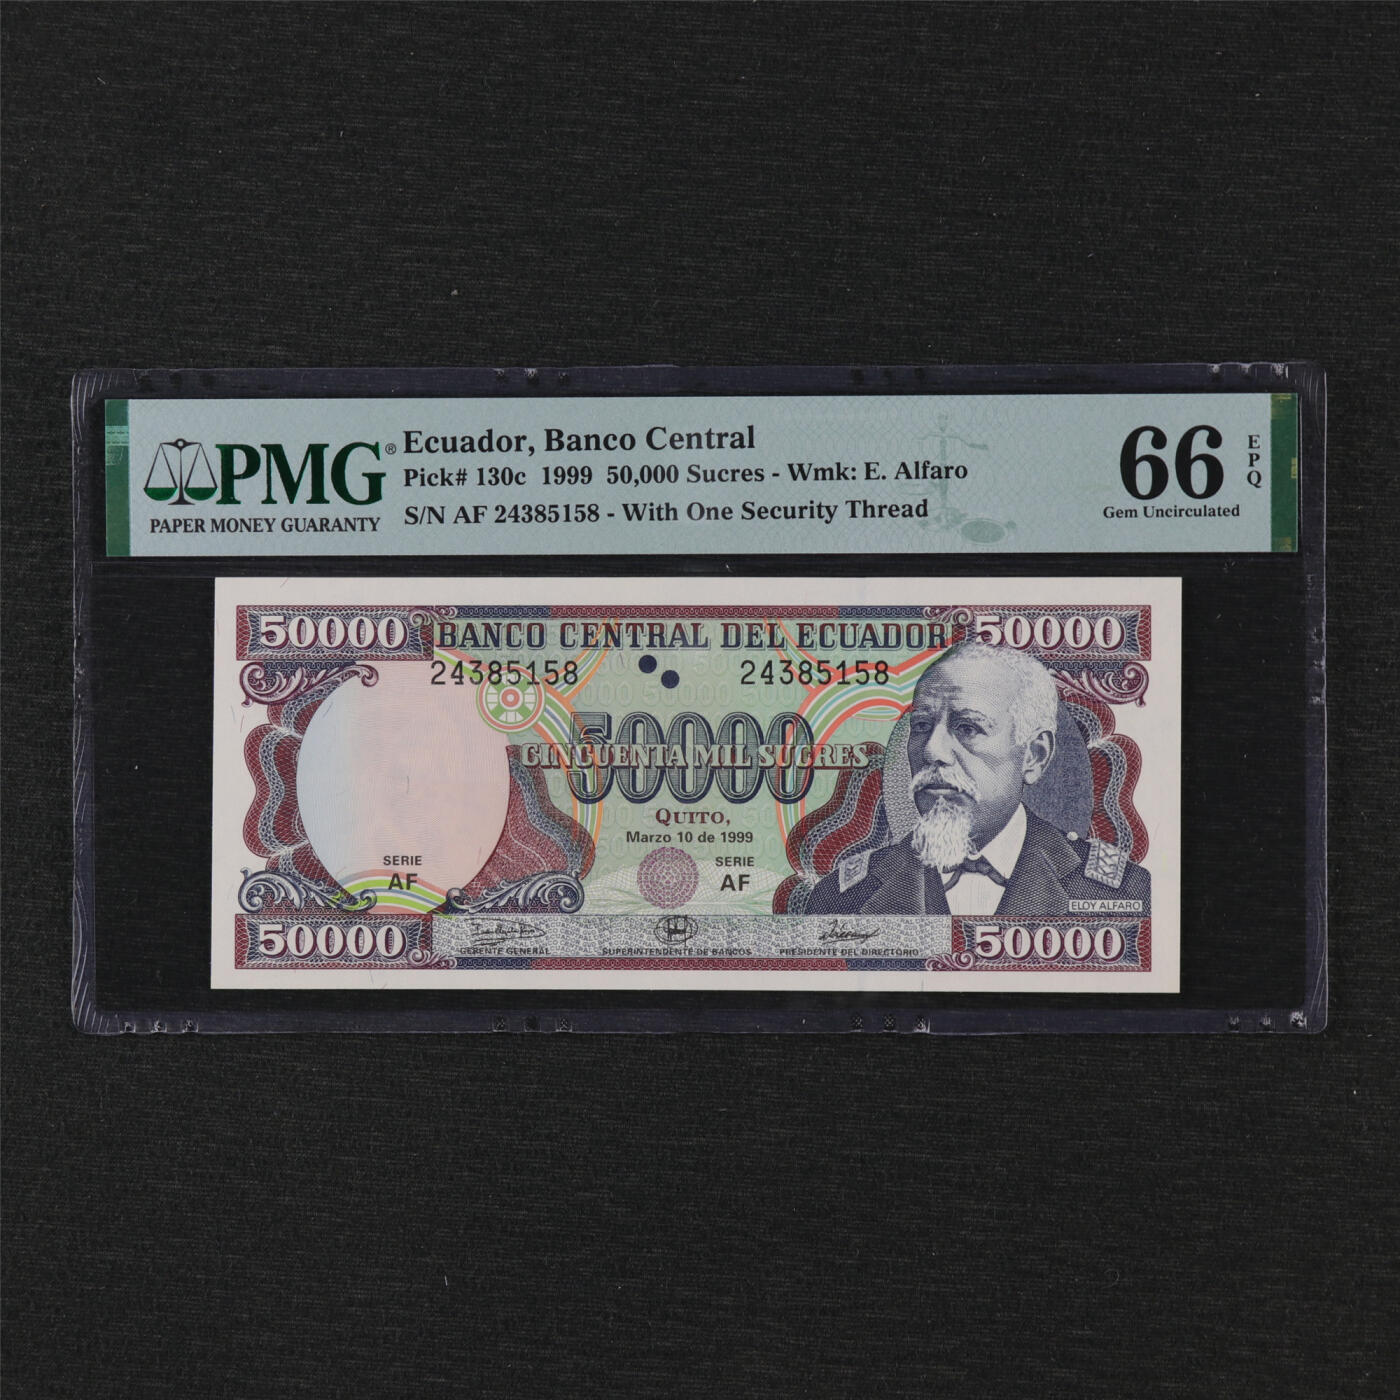 PMG®
PAPER MONEY GUARANTY
Ecuador, Banco Central
Pick# 130c 1999 50,000 Sucres - Wmk: E. Alfaro
S/N AF 24385158 - With One Security Thread
66
EPQ
Gem Uncirculated
50000 BANCO CENTRAL DEL ECUADOR 50000
24385158 24385158
50000
CINCUENTA MIL SUCRES
QUITO,
Marzo 10 de 1999
SERIE
AF
SERIE
AF
ELOY ALFARO
50000 50000
GERENTE GENERAL SUPERINTENDENTE DE BANCOS PRESIDENTE DEL DIRECTORIO